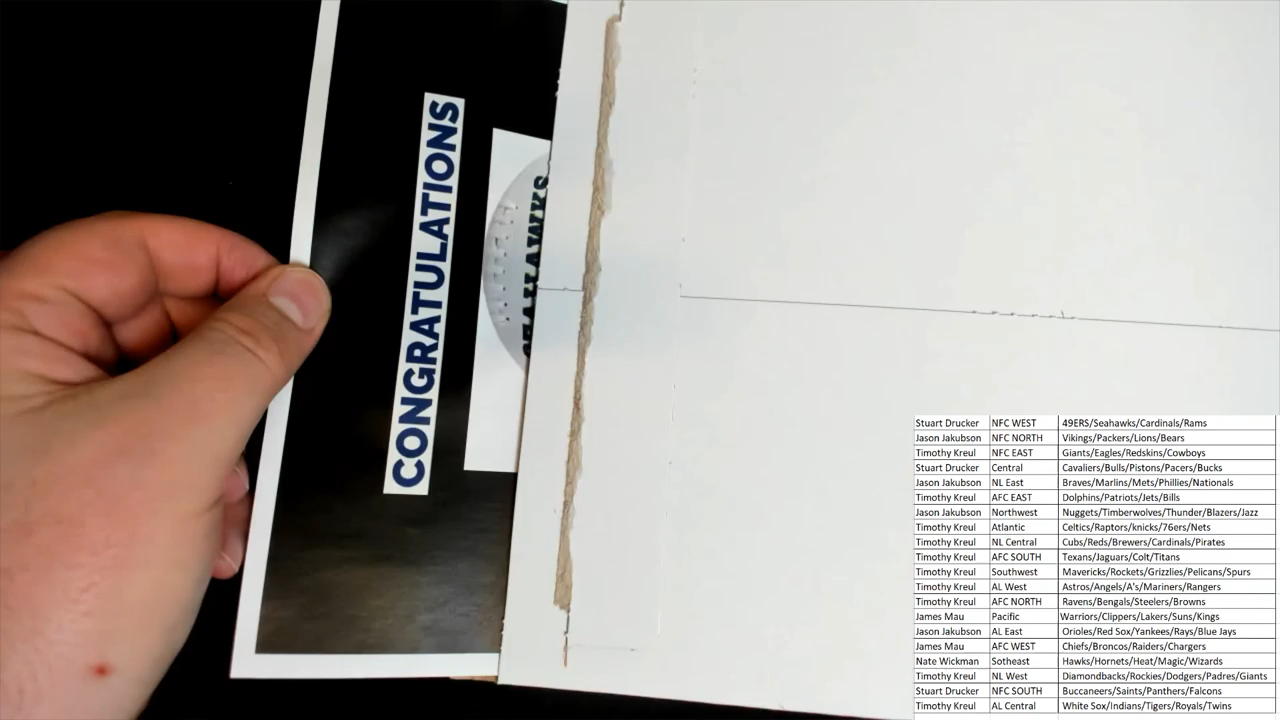 CONGRATULATIONS
SEAHAWKS
Stuart Drucker NFC WEST 49ERS/Seahawks/Cardinals/Rams
Jason Jakubson NFC NORTH Vikings/Packers/Lions/Bears
Timothy Kreul NFC EAST Giants/Eagles/Redskins/Cowboys
Stuart Drucker Central Cavaliers/Bulls/Pistons/Pacers/Bucks
Jason Jakubson NL East Braves/Marlins/Mets/Phillies/Nationals
Timothy Kreul AFC EAST Dolphins/Patriots/Jets/Bills
Jason Jakubson Northwest Nuggets/Timberwolves/Thunder/Blazers/Jazz
Timothy Kreul Atlantic Celtics/Raptors/knicks/76ers/Nets
Timothy Kreul NL Central Cubs/Reds/Brewers/Cardinals/Pirates
Timothy Kreul AFC SOUTH Texans/Jaguars/Colt/Titans
Timothy Kreul Southwest Mavericks/Rockets/Grizzlies/Pelicans/Spurs
Timothy Kreul AL West Astros/Angels/A's/Mariners/Rangers
Timothy Kreul AFC NORTH Ravens/Bengals/Steelers/Browns
James Mau Pacific Warriors/Clippers/Lakers/Suns/Kings
Jason Jakubson AL East Orioles/Red Sox/Yankees/Rays/Blue Jays
James Mau AFC WEST Chiefs/Broncos/Raiders/Chargers
Nate Wickman Sotheast Hawks/Hornets/Heat/Magic/Wizards
Timothy Kreul NL West Diamondbacks/Rockies/Dodgers/Padres/Giants
Stuart Drucker NFC SOUTH Buccaneers/Saints/Panthers/Falcons
Timothy Kreul AL Central White Sox/Indians/Tigers/Royals/Twins